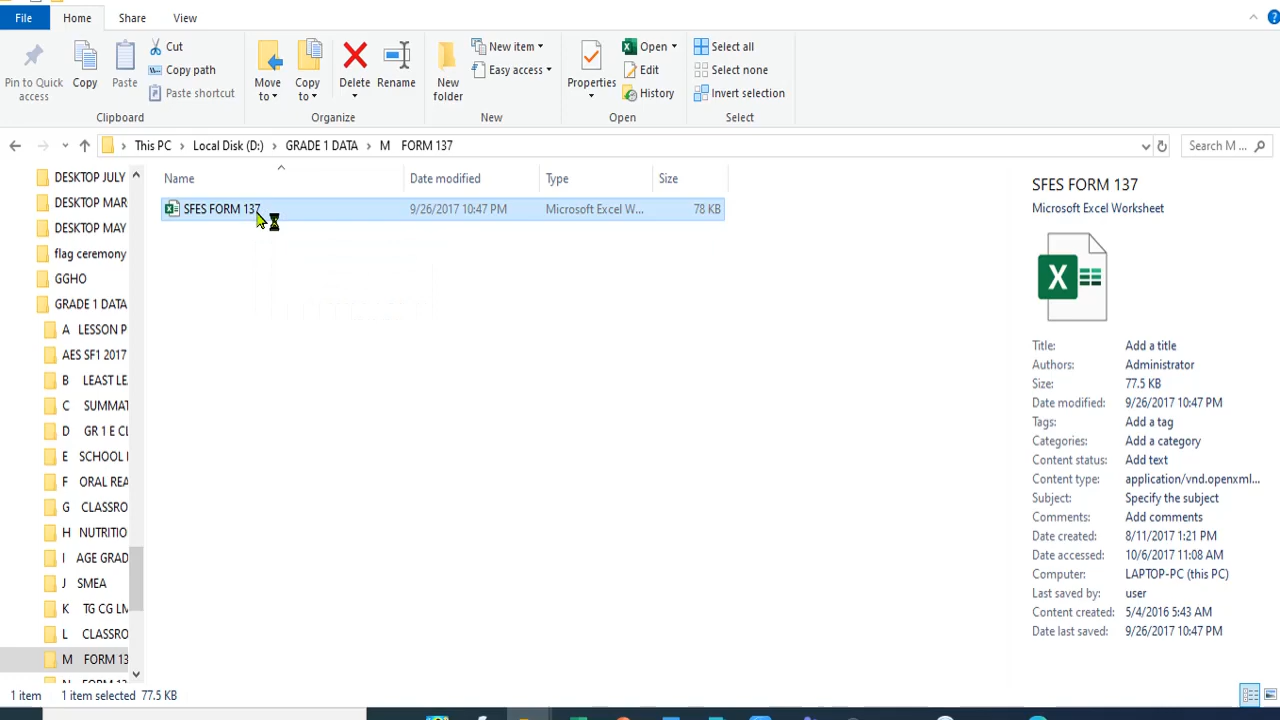 File Home Share View
Pin to Quick access
Copy
Paste
Cut
Copy path
Paste shortcut
Clipboard
Move to
Copy to
Delete
Rename
Organize
New folder
New item
Easy access
New
Properties
Open
Edit
History
Open
Select all
Select none
Invert selection
Select
This PC > Local Disk (D:) > GRADE 1 DATA > M FORM 137
Search M ...
DESKTOP JULY
DESKTOP MAR
DESKTOP MAY
flag ceremony
GGHO
GRADE 1 DATA
A LESSON P
AES SF1 2017
B LEAST LE
C SUMMAT
D GR 1 E CL
E SCHOOL
F ORAL REA
G CLASSRO
H NUTRITIO
I AGE GRAD
J SMEA
K TG CG LM
L CLASSRO
M FORM 13
Name Date modified Type Size
SFES FORM 137 9/26/2017 10:47 PM Microsoft Excel W... 78 KB
SFES FORM 137
Microsoft Excel Worksheet
Title: Add a title
Authors: Administrator
Size: 77.5 KB
Date modified: 9/26/2017 10:47 PM
Tags: Add a tag
Categories: Add a category
Content status: Add text
Content type: application/vnd.openxml...
Subject: Specify the subject
Comments: Add comments
Date created: 8/11/2017 1:21 PM
Date accessed: 10/6/2017 11:08 AM
Computer: LAPTOP-PC (this PC)
Last saved by: user
Content created: 5/4/2016 5:43 AM
Date last saved: 9/26/2017 10:47 PM
1 item 1 item selected 77.5 KB